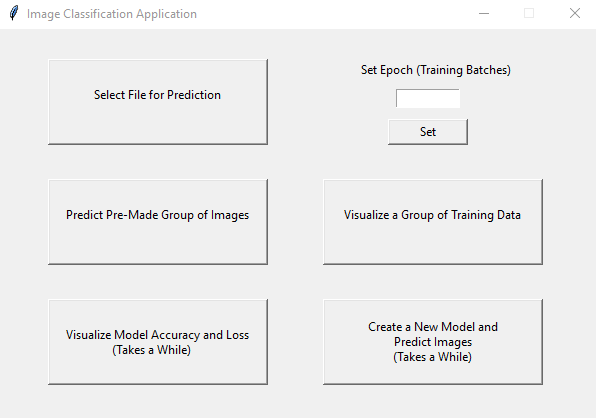 Image Classification Application
Select File for Prediction
Set Epoch (Training Batches)
Set
Predict Pre-Made Group of Images
Visualize a Group of Training Data
Visualize Model Accuracy and Loss
(Takes a While)
Create a New Model and
Predict Images
(Takes a While)